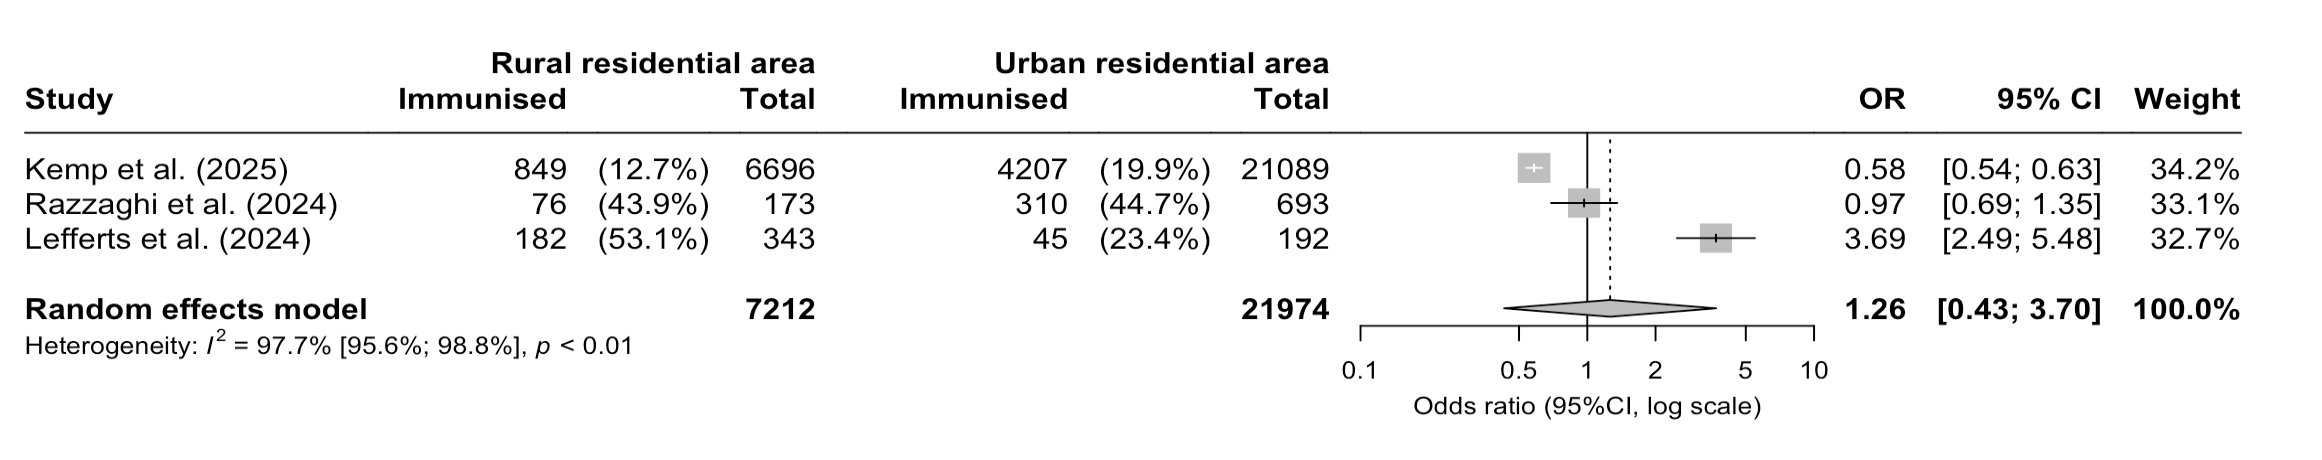 Rural residential area Urban residential area
Study Immunised Total Immunised Total OR 95% CI Weight
Kemp et al. (2025) 849 (12.7%) 6696 4207 (19.9%) 21089 0.58 [0.54; 0.63] 34.2%
Razzaghi et al. (2024) 76 (43.9%) 173 310 (44.7%) 693 0.97 [0.69; 1.35] 33.1%
Lefferts et al. (2024) 182 (53.1%) 343 45 (23.4%) 192 3.69 [2.49; 5.48] 32.7%
Random effects model 7212 21974 1.26 [0.43; 3.70] 100.0%
Heterogeneity: I² = 97.7% [95.6%; 98.8%], p < 0.01
0.1 0.5 1 2 5 10
Odds ratio (95%CI, log scale)